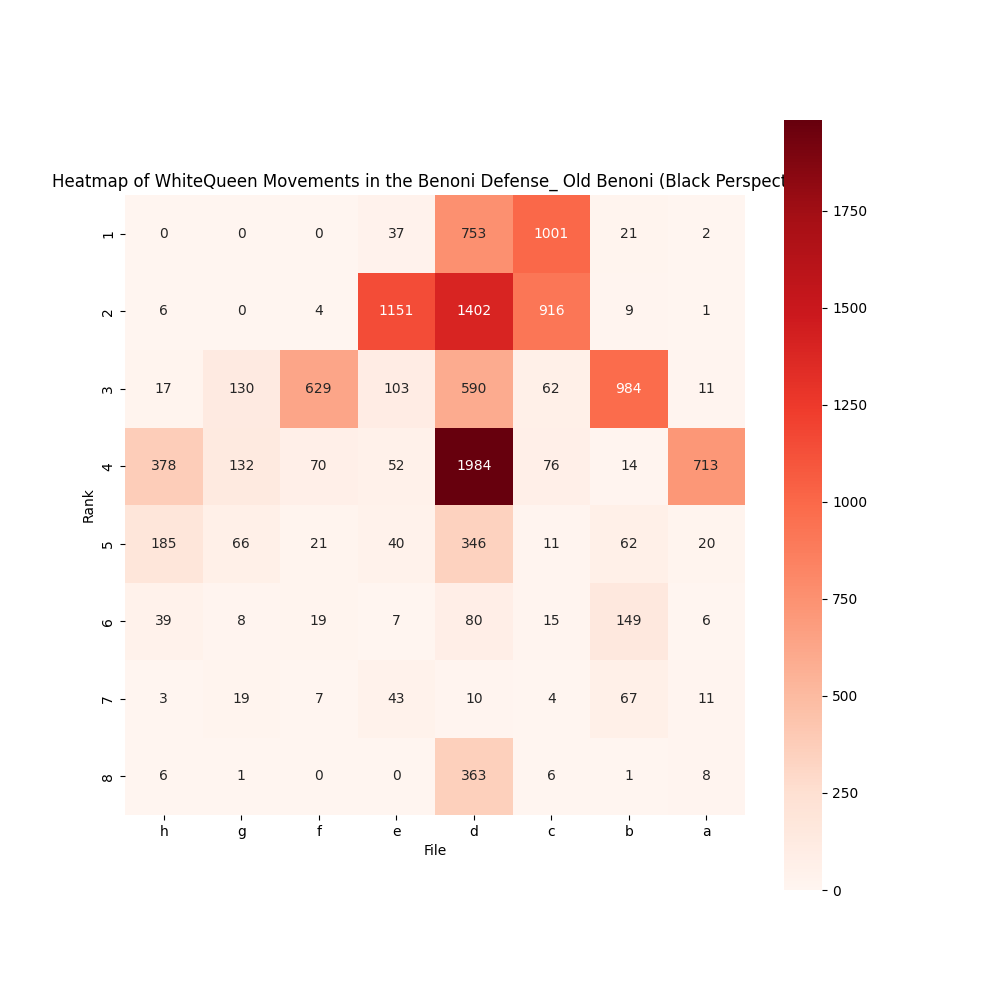 Heatmap of WhiteQueen Movements in the Benoni Defense_ Old Benoni (Black Perspect
1 0 0 0 37 753 1001 21 2
2 6 0 4 1151 1402 916 9 1
3 17 130 629 103 590 62 984 11
4 378 132 70 52 1984 76 14 713
5 185 66 21 40 346 11 62 20
6 39 8 19 7 80 15 149 6
7 3 19 7 43 10 4 67 11
8 6 1 0 0 363 6 1 8
h g f e d c b a
File
Rank
1750
1500
1250
1000
750
500
250
0